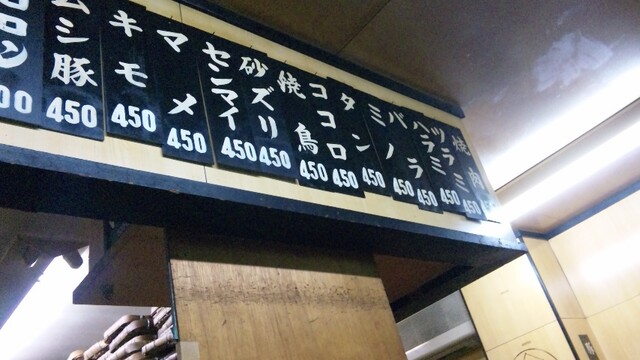 ムシ豚 450
キモ 450
マメ 450
センマイ 450
砂ズリ 450
焼鳥 450
ココロ 450
タン 450
ミノ 450
バラ 450
ハラミ 450
ツラミ 450
焼肉